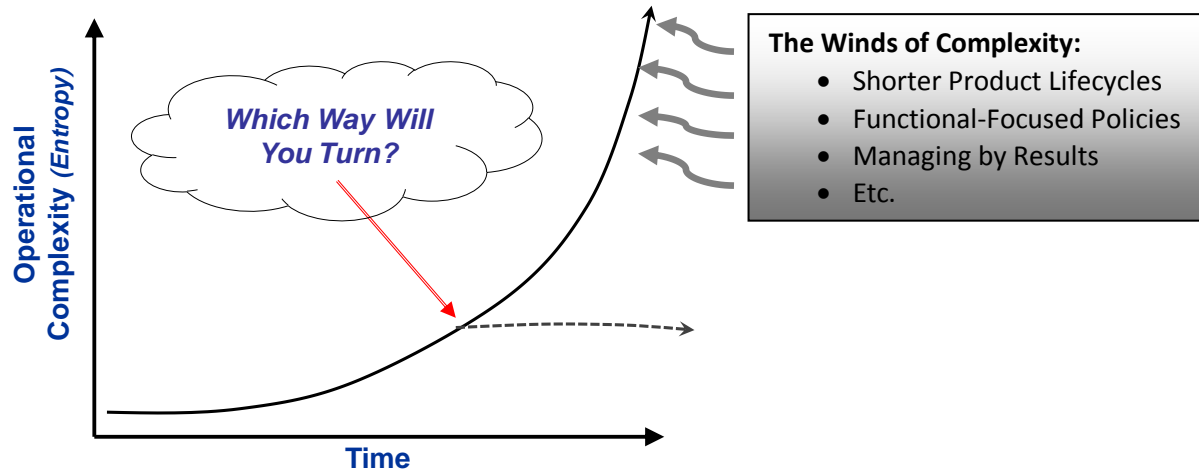 Operational
Complexity (Entropy)
Which Way Will
You Turn?
The Winds of Complexity:
• Shorter Product Lifecycles
• Functional-Focused Policies
• Managing by Results
• Etc.
Time